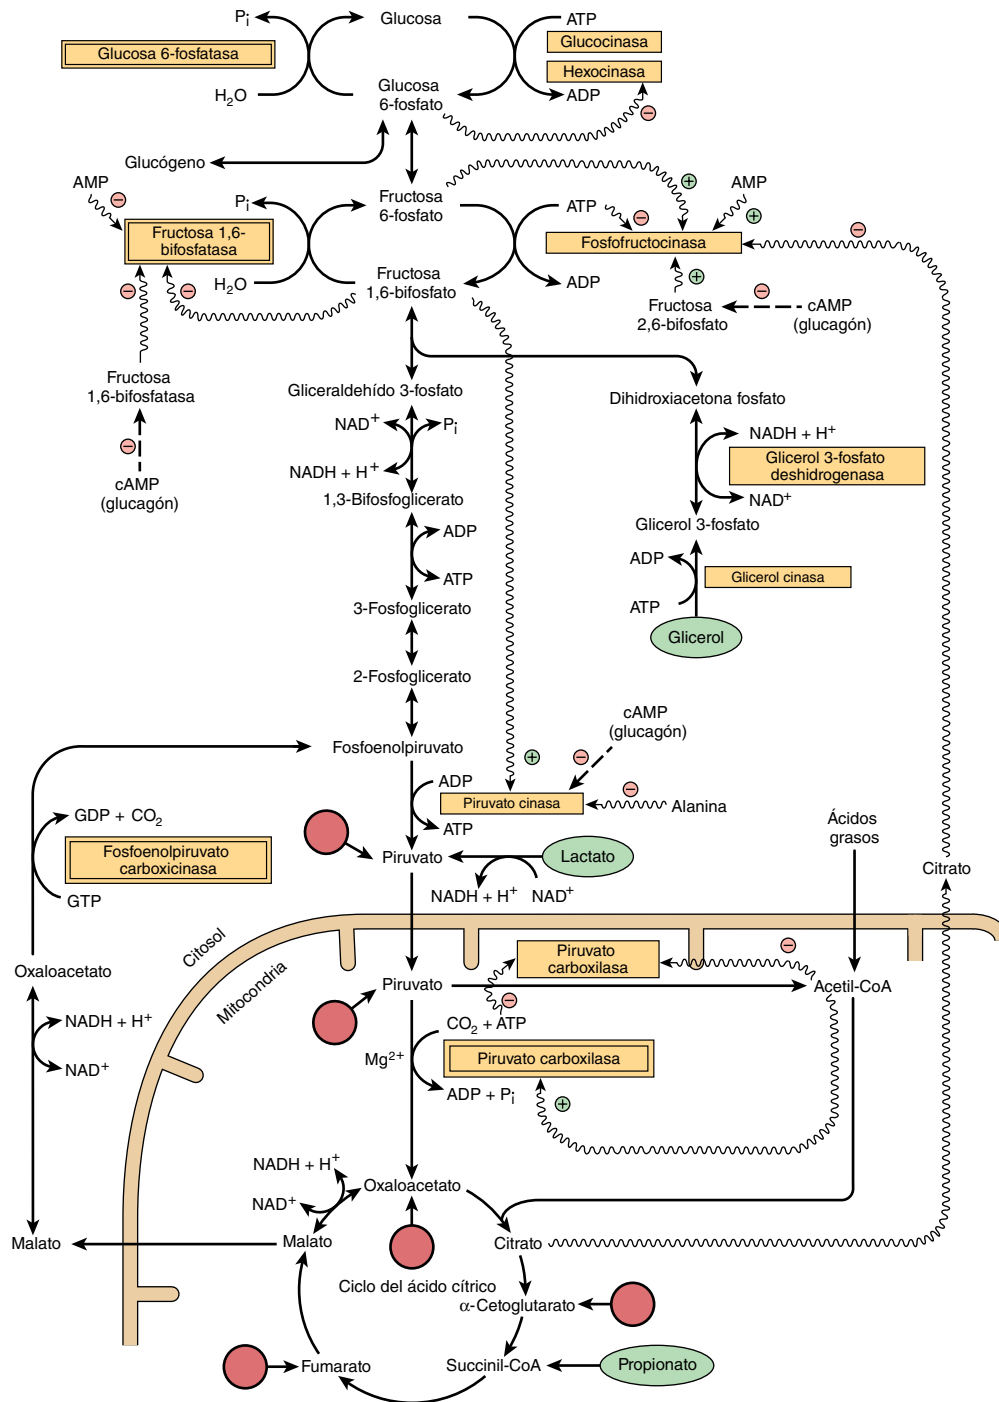 Pi
Glucosa
ATP
Glucosa 6-fosfatasa
Glucocinasa
Hexocinasa
H2O
Glucosa
6-fosfato
ADP
−
Glucógeno
AMP
−
Pi
Fructosa
6-fosfato
ATP
−
+
AMP
+
−
Fructosa 1,6-
bifosfatasa
Fosfofructocinasa
−
−
H2O
Fructosa
1,6-bifosfato
ADP
+
Fructosa
2,6-bifosfato
−
cAMP
(glucagón)
Fructosa
1,6-bifosfatasa
−
cAMP
(glucagón)
Gliceraldehído 3-fosfato
Dihidroxiacetona fosfato
NAD+
Pi
NADH + H+
NADH + H+
Glicerol 3-fosfato
deshidrogenasa
NAD+
1,3-Bifosfoglicerato
Glicerol 3-fosfato
ADP
ATP
ADP
Glicerol cinasa
ATP
3-Fosfoglicerato
Glicerol
2-Fosfoglicerato
cAMP
(glucagón)
Fosfoenolpiruvato
+
−
ADP
Piruvato cinasa
−
Alanina
ATP
GDP + CO2
Fosfoenolpiruvato
carboxicinasa
GTP
Piruvato
Lactato
NADH + H+
NAD+
Ácidos
grasos
Citrato
Citosol
Mitocondria
Oxaloacetato
Piruvato
Piruvato
carboxilasa
−
−
Acetil-CoA
NADH + H+
NAD+
CO2 + ATP
Mg2+
Piruvato carboxilasa
ADP + Pi
+
NADH + H+
NAD+
Oxaloacetato
Malato
Malato
Citrato
Ciclo del ácido cítrico
α-Cetoglutarato
Fumarato
Succinil-CoA
Propionato